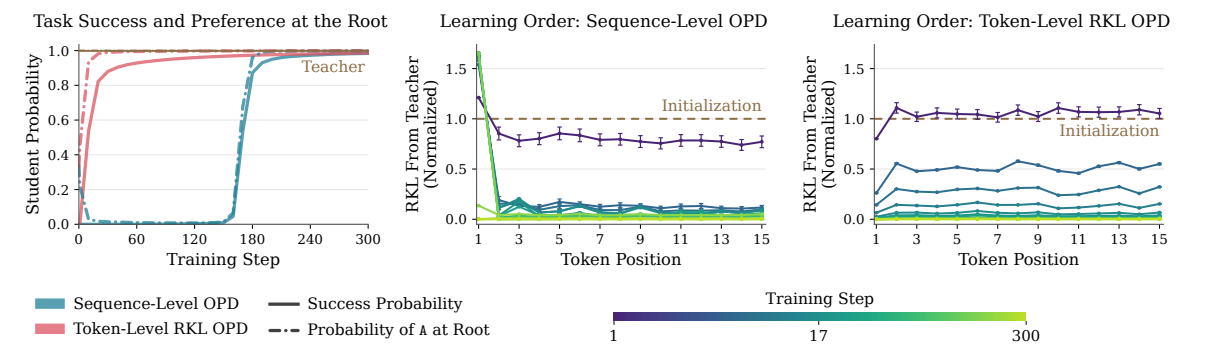 Task Success and Preference at the Root
Student Probability
1.0
0.8
0.6
0.4
0.2
0.0
Teacher
0 60 120 180 240 300
Training Step
Learning Order: Sequence-Level OPD
RKL From Teacher
(Normalized)
1.5
1.0
0.5
0.0
Initialization
1 3 5 7 9 11 13 15
Token Position
Learning Order: Token-Level RKL OPD
RKL From Teacher
(Normalized)
1.5
1.0
0.5
0.0
Initialization
1 3 5 7 9 11 13 15
Token Position
Sequence-Level OPD
Token-Level RKL OPD
Success Probability
Probability of A at Root
Training Step
1 17 300